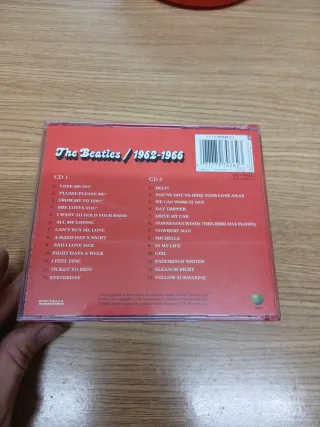 The Beatles / 1962-1966
CD 1
LOVE ME DO
PLEASE PLEASE ME
FROM ME TO YOU
SHE LOVES YOU
I WANT TO HOLD YOUR HAND
ALL MY LOVING
CAN'T BUY ME LOVE
A HARD DAY'S NIGHT
AND I LOVE HER
EIGHT DAYS A WEEK
I FEEL FINE
TICKET TO RIDE
YESTERDAY
CD 2
HELP!
YOU'VE GOT TO HIDE YOUR LOVE AWAY
WE CAN WORK IT OUT
DAY TRIPPER
DRIVE MY CAR
NORWEGIAN WOOD (THIS BIRD HAS FLOWN)
NOWHERE MAN
MICHELLE
IN MY LIFE
GIRL
PAPERBACK WRITER
ELEANOR RIGBY
YELLOW SUBMARINE
DIGITALLY
REMASTERED